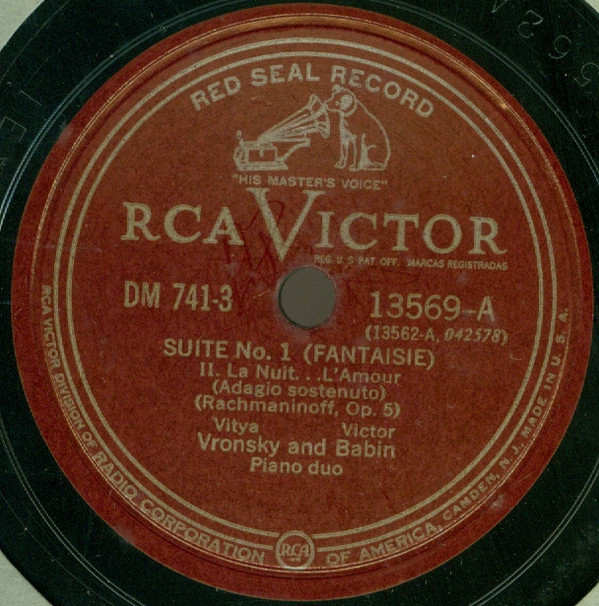 RED SEAL RECORD
"HIS MASTER'S VOICE"
RCA VICTOR
REG. U.S. PAT. OFF. MARCAS REGISTRADAS
DM 741-3
13569-A
(13562-A, 042578)
SUITE No. 1 (FANTAISIE)
II. La Nuit. . .L'Amour
(Adagio sostenuto)
(Rachmaninoff, Op. 5)
Vitya Victor
Vronsky and Babin
Piano duo
RCA VICTOR DIVISION OF RADIO CORPORATION OF AMERICA, CAMDEN, N. J. MADE IN U. S. A.
RCA